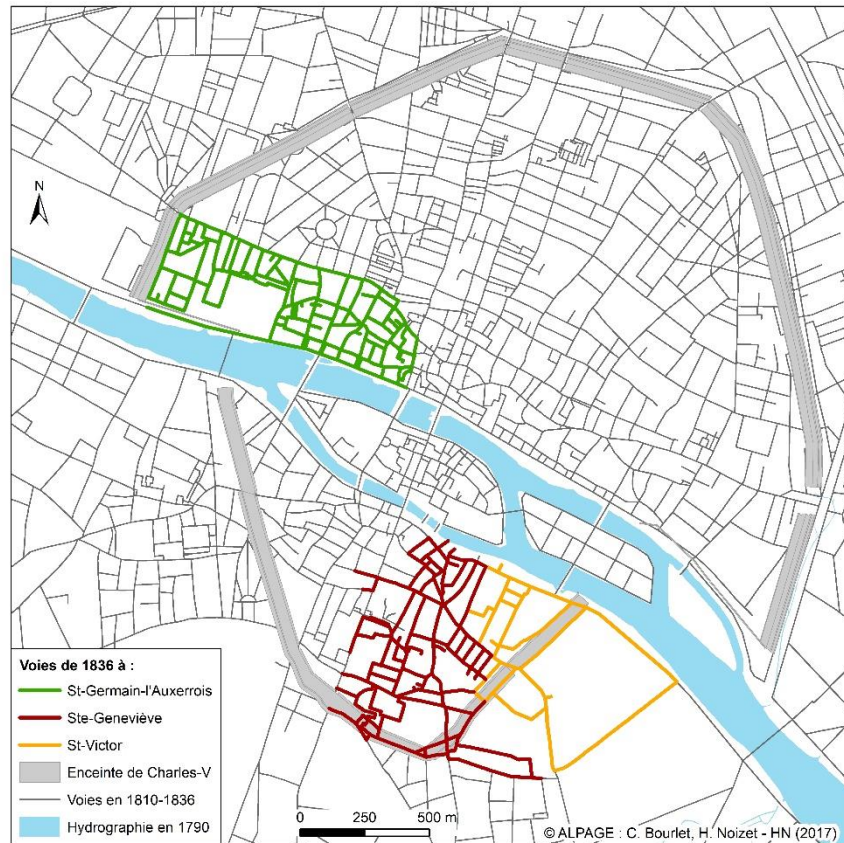 N
Voies de 1836 à :
St-Germain-l'Auxerrois
Ste-Geneviève
St-Victor
Enceinte de Charles-V
Voies en 1810-1836
Hydrographie en 1790
0 250 500 m
© ALPAGE : C. Bourlet, H. Noizet - HN (2017)